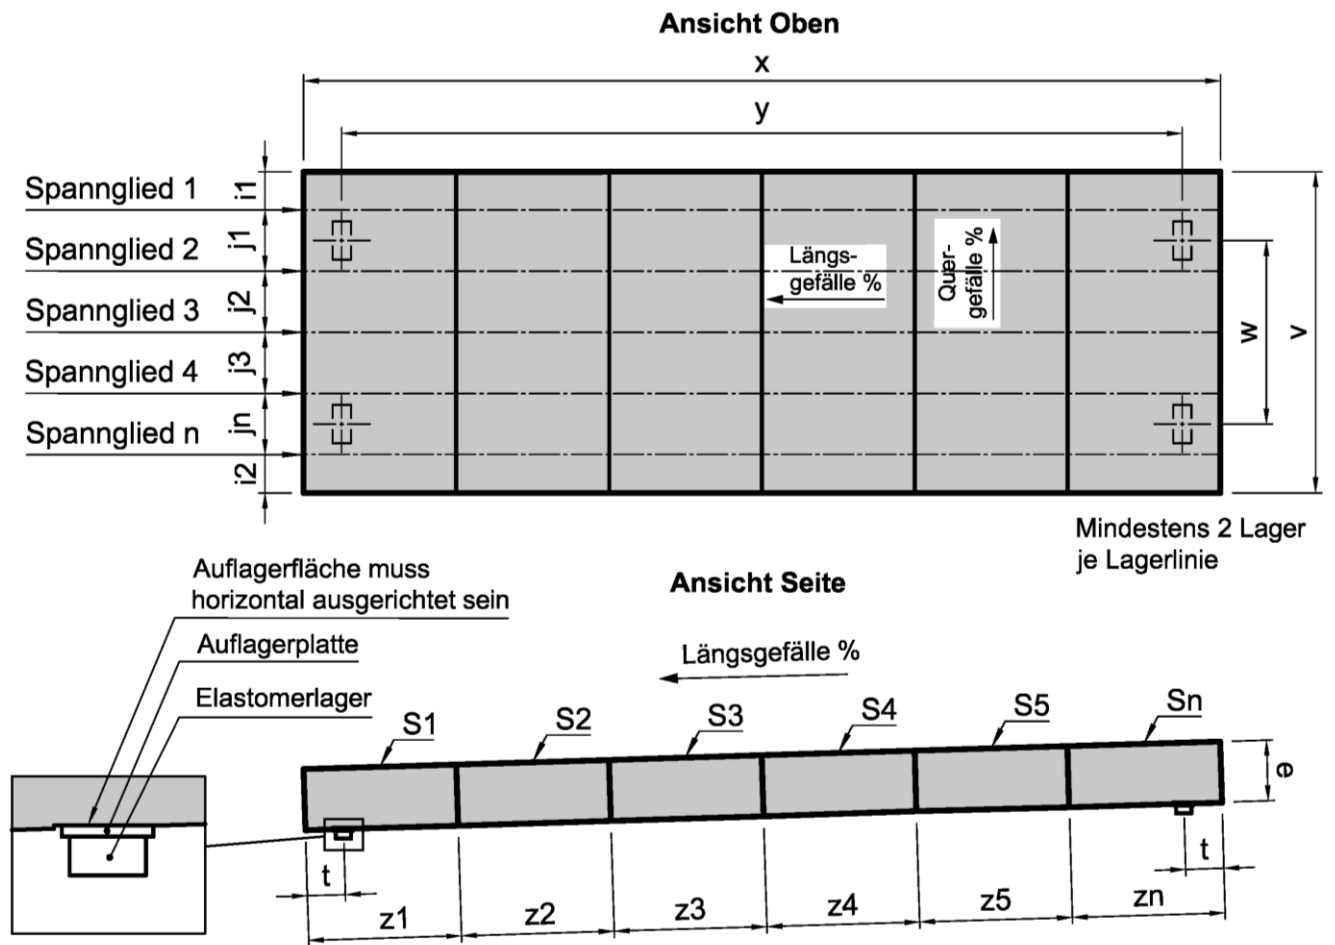 Ansicht Oben
x
y
Spannglied 1
i1
Spannglied 2
j1
Spannglied 3
j2
Spannglied 4
j3
Spannglied n
jn
i2
Längs-
gefälle %
Quer-
gefälle %
w
v
Mindestens 2 Lager
je Lagerlinie
Ansicht Seite
Auflagerfläche muss
horizontal ausgerichtet sein
Auflagerplatte
Elastomerlager
Längsgefälle %
S1
S2
S3
S4
S5
Sn
e
t
t
z1
z2
z3
z4
z5
zn